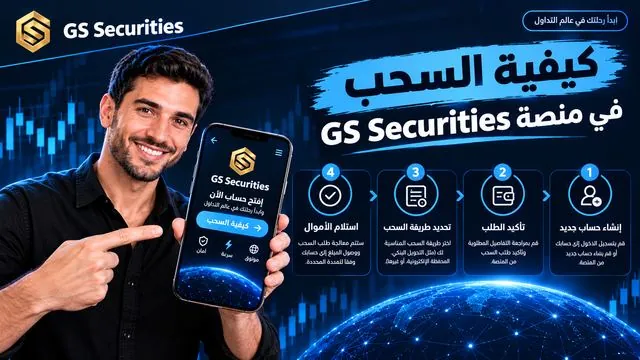 GS Securities
ابدأ رحلتك في عالم التداول
كيفية السحب
في منصة GS Securities
1
إنشاء حساب جديد
قم بتسجيل الدخول إلى حسابك
أو قم بإنشاء حساب جديد
من المنصة.
2
تأكيد الطلب
قم بمراجعة التفاصيل المطلوبة
وتأكيد طلب السحب
من المنصة.
3
تحديد طريقة السحب
اختر طريقة السحب المناسبة
لك (مثل التحويل البنكي،
المحفظة الإلكترونية، أو غيرها).
4
استلام الأموال
ستتم معالجة طلب السحب
ووصول المبلغ إلى حسابك
وفقا للمدة المحددة.
GS Securities
إفتح حساب الآن
وابدأ رحلتك في عالم التداول
كيفية السحب
موثوق
سرعة
أمان